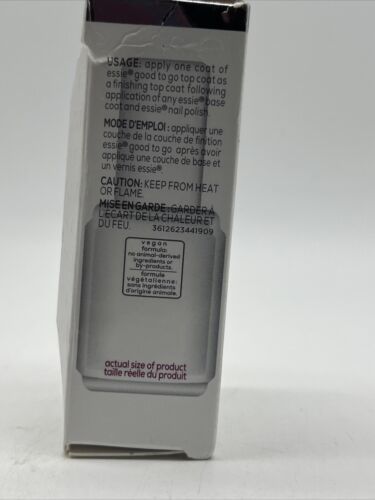 USAGE: apply one coat of
essie® good to go top coat as
a finishing top coat following
application of any essie® base
coat and essie® nail polish.
MODE D'EMPLOI : appliquer une
couche de la couche de finition
essie® good to go après avoir
appliqué une couche de base et
un vernis essie®.
CAUTION: KEEP FROM HEAT
OR FLAME.
MISE EN GARDE : GARDER À
L'ÉCART DE LA CHALEUR ET
DU FEU. 3612623441909
vegan
formula:
no animal-derived
ingredients or
by-products.
formule
végétalienne:
sans ingrédients
d'origine animale.
actual size of product
taille réelle du produit